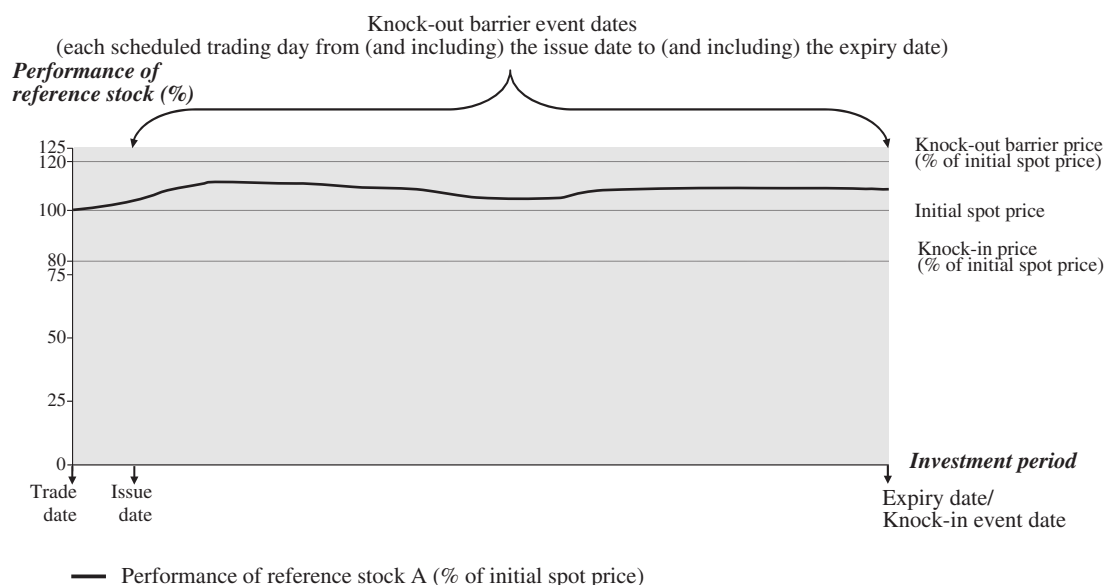 Knock-out barrier event dates
(each scheduled trading day from (and including) the issue date to (and including) the expiry date)
Performance of
reference stock (%)
125
120
100
80
75
50
25
0
Knock-out barrier price
(% of initial spot price)
Initial spot price
Knock-in price
(% of initial spot price)
Investment period
Trade
date
Issue
date
Expiry date/
Knock-in event date
Performance of reference stock A (% of initial spot price)